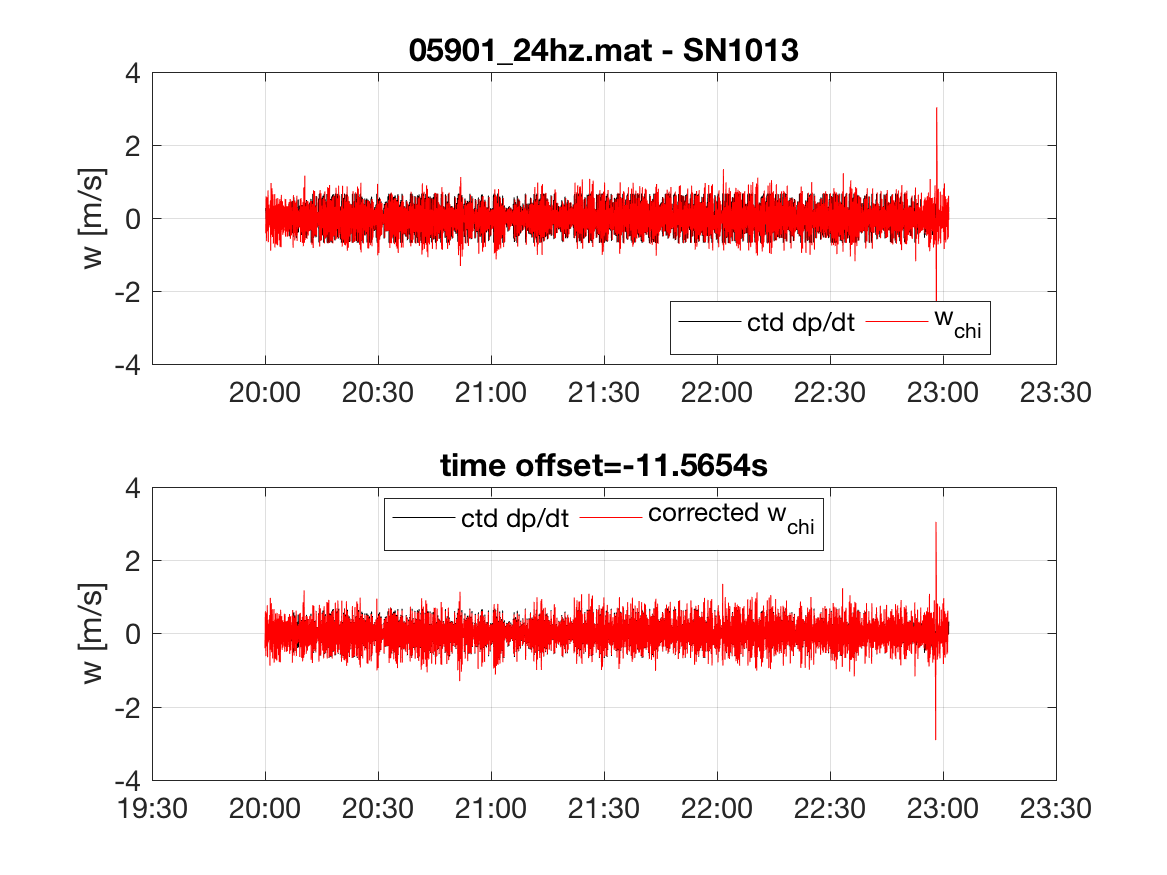 05901_24hz.mat - SN1013
4
2
0
-2
-4
w [m/s]
ctd dp/dt w_chi
20:00 20:30 21:00 21:30 22:00 22:30 23:00 23:30
time offset=-11.5654s
4
2
0
-2
-4
w [m/s]
ctd dp/dt corrected w_chi
19:30 20:00 20:30 21:00 21:30 22:00 22:30 23:00 23:30